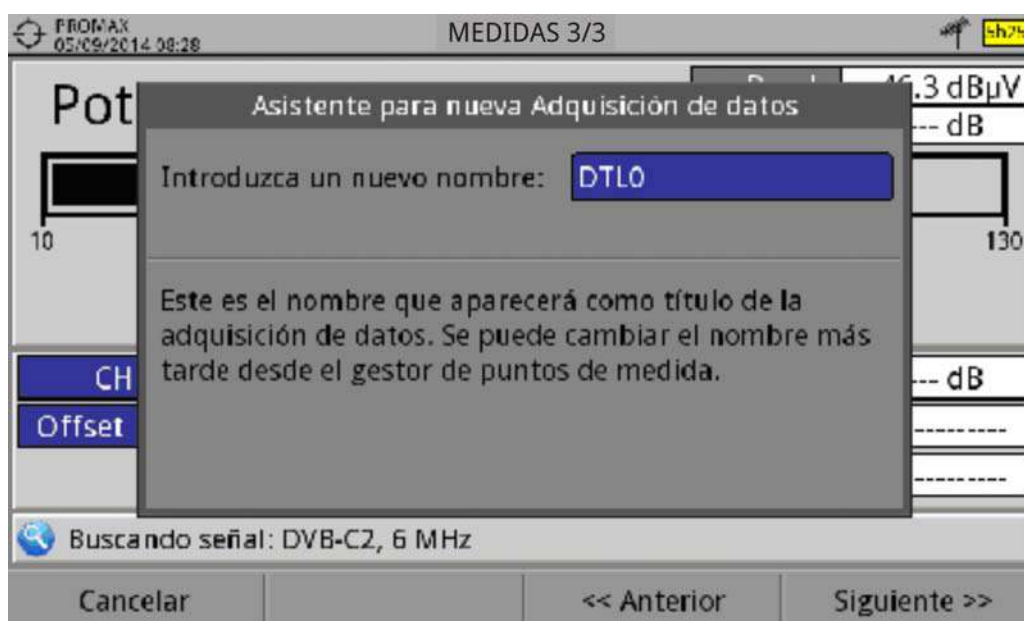 PROMAX
05/09/2014 08:28
MEDIDAS 3/3
5h25
Pot
.3 dBµV
--- dB
10
130
Asistente para nueva Adquisición de datos
Introduzca un nuevo nombre: DTL0
Este es el nombre que aparecerá como título de la
adquisición de datos. Se puede cambiar el nombre más
tarde desde el gestor de puntos de medida.
CH
--- dB
Offset
---------
---------
Buscando señal: DVB-C2, 6 MHz
Cancelar
<< Anterior
Siguiente >>